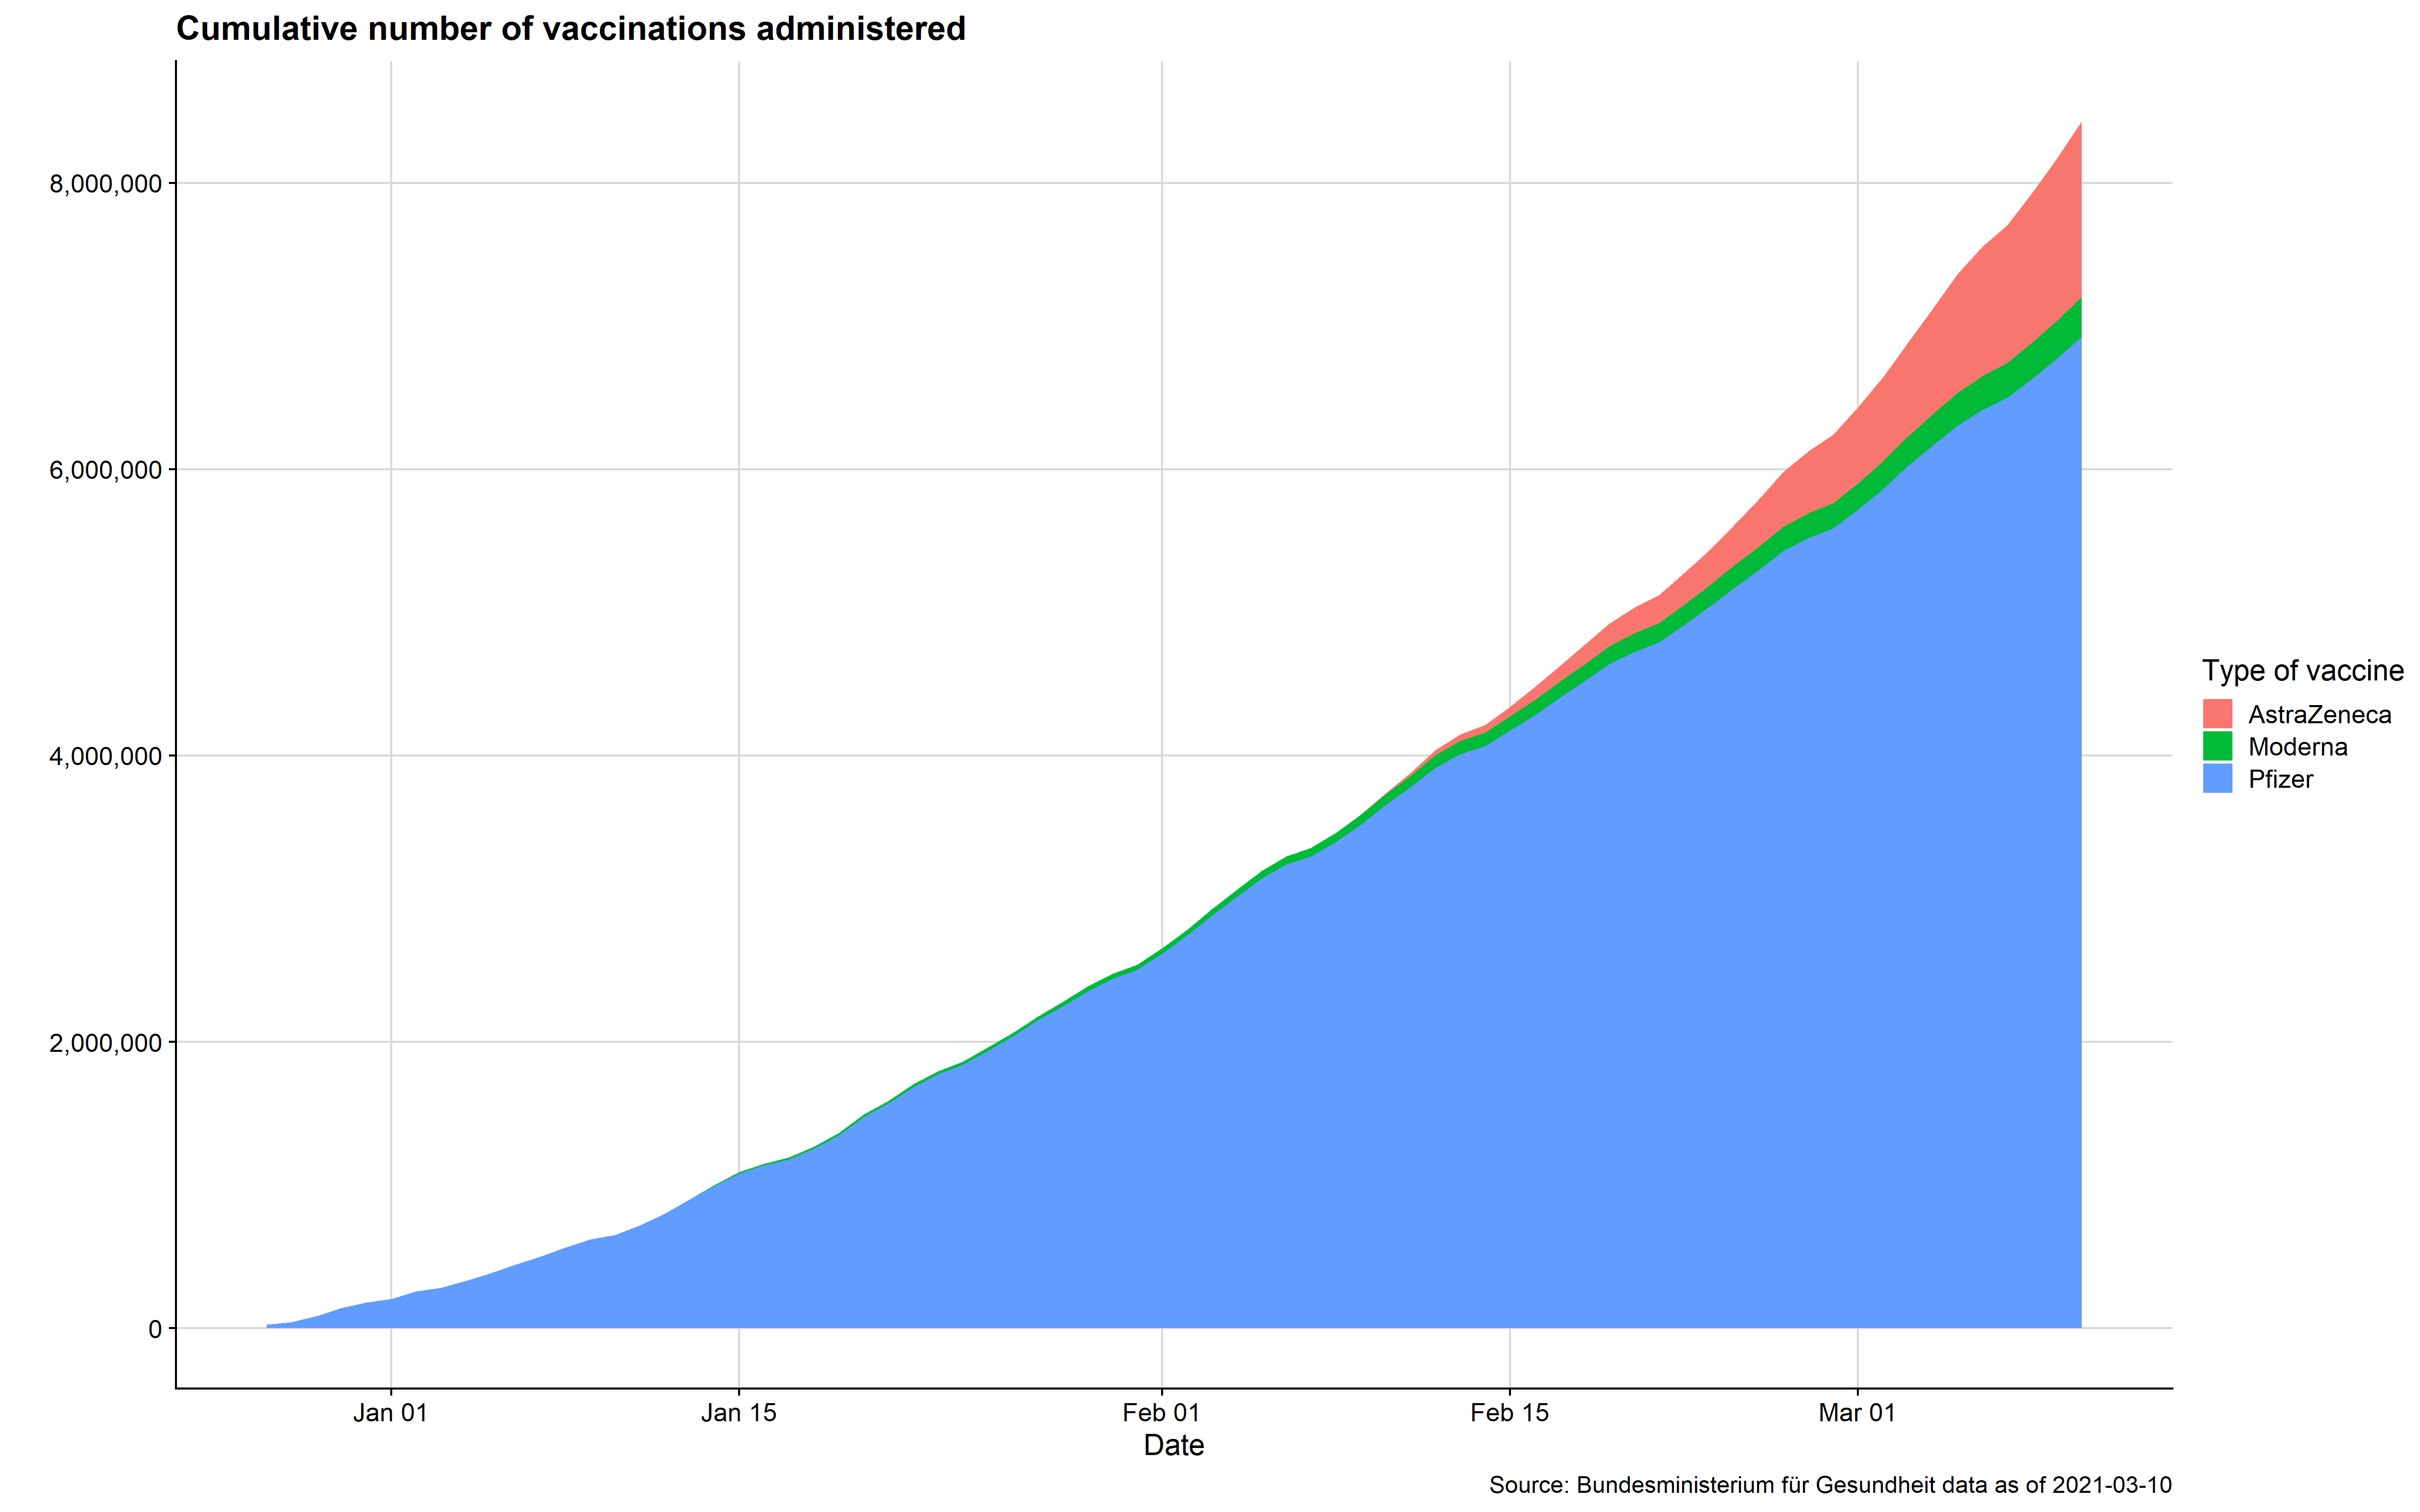 Cumulative number of vaccinations administered
8,000,000
6,000,000
4,000,000
2,000,000
0
Jan 01
Jan 15
Feb 01
Feb 15
Mar 01
Date
Type of vaccine
AstraZeneca
Moderna
Pfizer
Source: Bundesministerium für Gesundheit data as of 2021-03-10